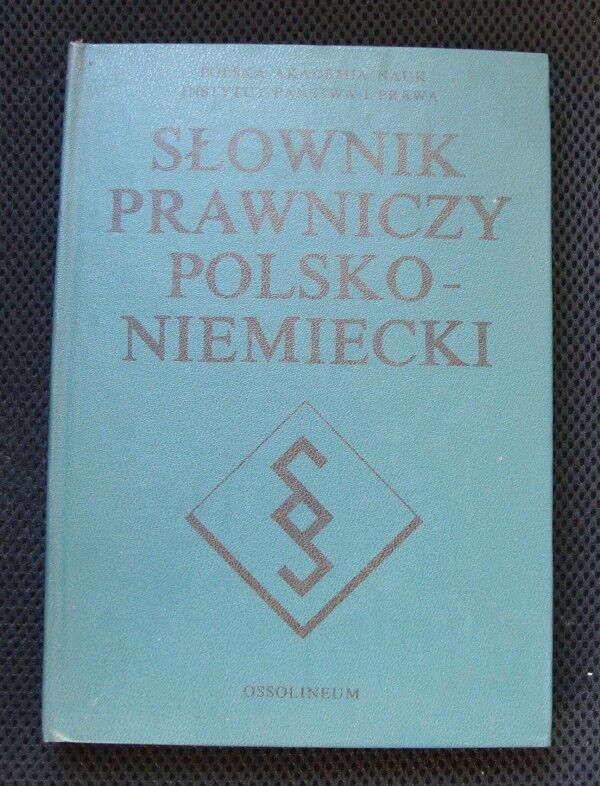 POLSKA AKADEMIA NAUK
INSTYTUT PAŃSTWA I PRAWA
SŁOWNIK
PRAWNICZY
POLSKO-
NIEMIECKI
§
OSSOLINEUM